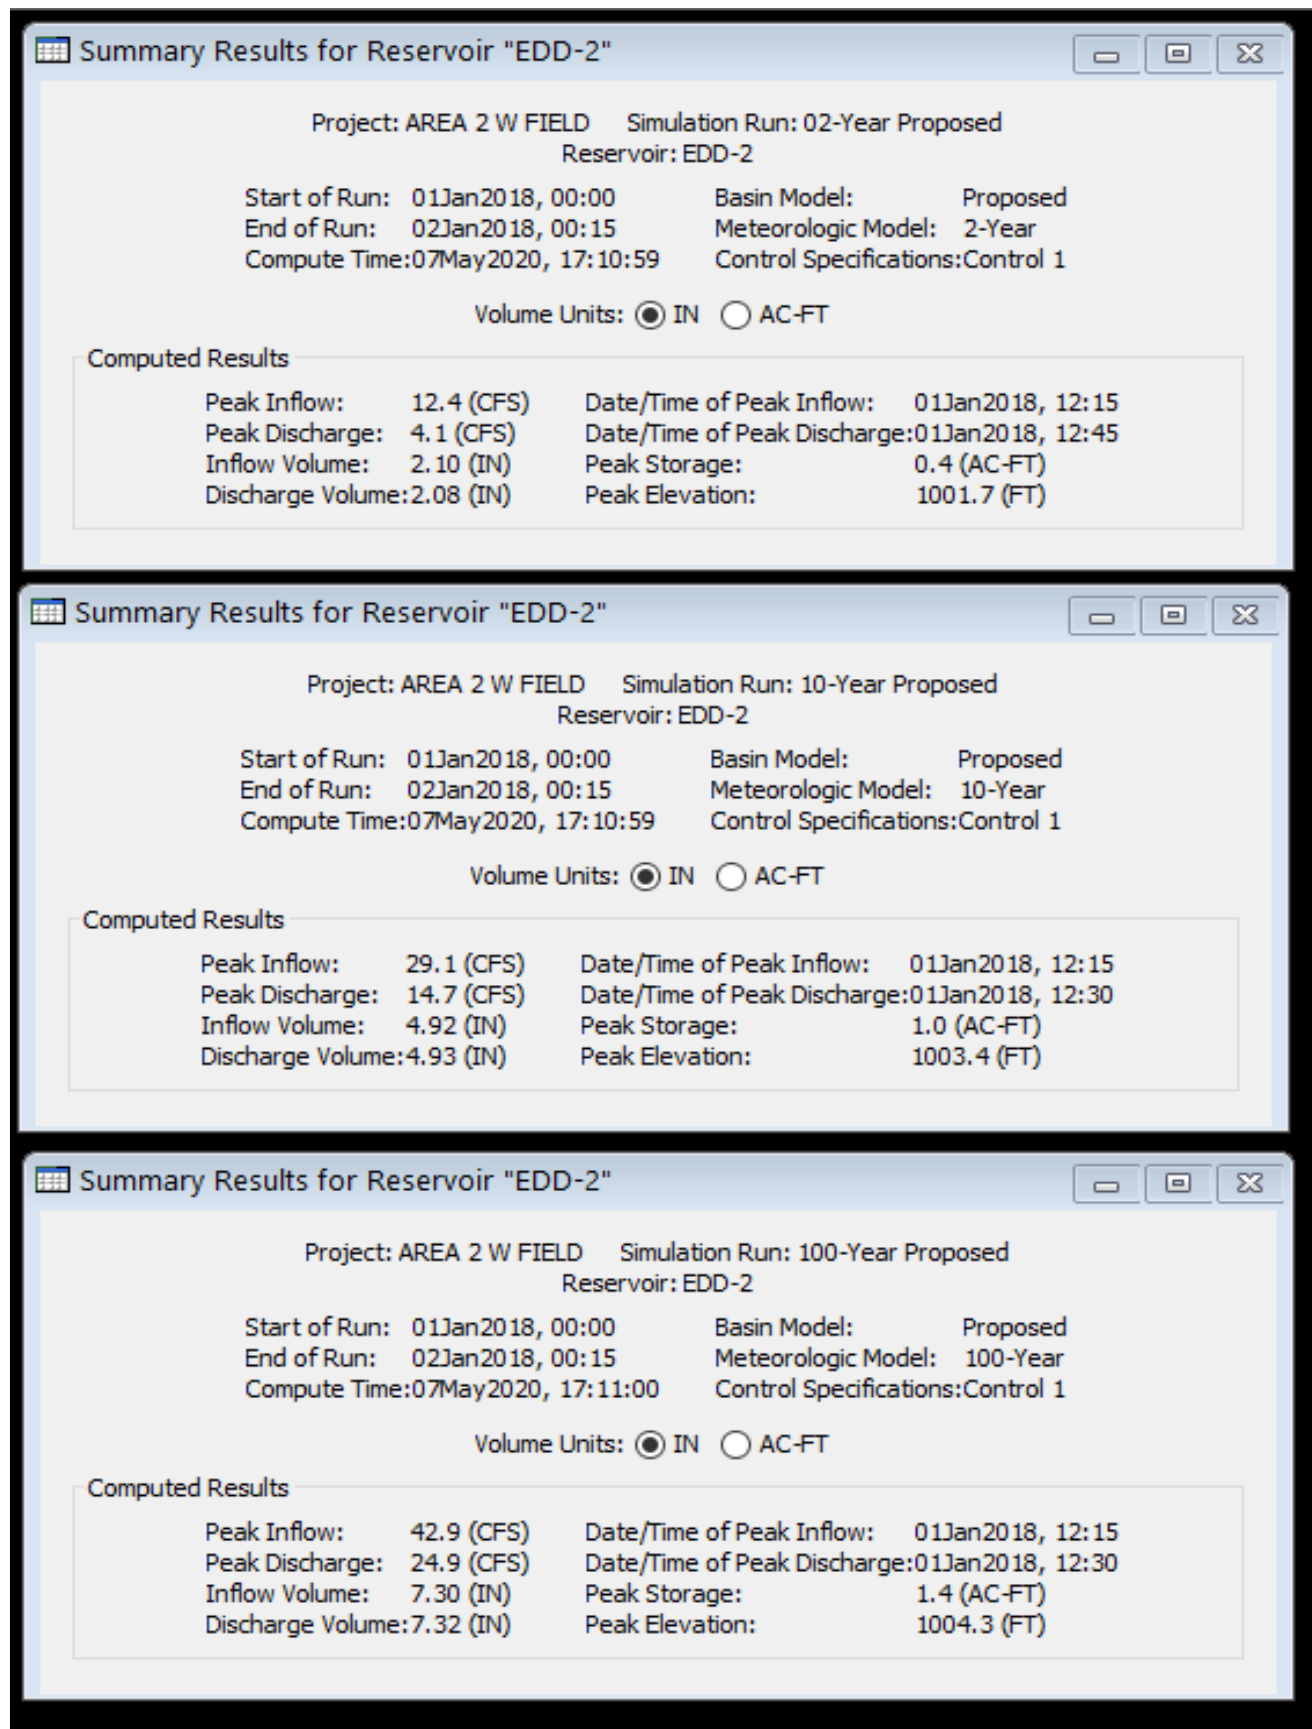 Summary Results for Reservoir "EDD-2"
Project: AREA 2 W FIELD Simulation Run: 02-Year Proposed
Reservoir: EDD-2
Start of Run: 01Jan2018, 00:00 Basin Model: Proposed
End of Run: 02Jan2018, 00:15 Meteorologic Model: 2-Year
Compute Time:07May2020, 17:10:59 Control Specifications:Control 1
Volume Units: IN AC-FT
Computed Results
Peak Inflow: 12.4 (CFS) Date/Time of Peak Inflow: 01Jan2018, 12:15
Peak Discharge: 4.1 (CFS) Date/Time of Peak Discharge:01Jan2018, 12:45
Inflow Volume: 2.10 (IN) Peak Storage: 0.4 (AC-FT)
Discharge Volume:2.08 (IN) Peak Elevation: 1001.7 (FT)
Summary Results for Reservoir "EDD-2"
Project: AREA 2 W FIELD Simulation Run: 10-Year Proposed
Reservoir: EDD-2
Start of Run: 01Jan2018, 00:00 Basin Model: Proposed
End of Run: 02Jan2018, 00:15 Meteorologic Model: 10-Year
Compute Time:07May2020, 17:10:59 Control Specifications:Control 1
Volume Units: IN AC-FT
Computed Results
Peak Inflow: 29.1 (CFS) Date/Time of Peak Inflow: 01Jan2018, 12:15
Peak Discharge: 14.7 (CFS) Date/Time of Peak Discharge:01Jan2018, 12:30
Inflow Volume: 4.92 (IN) Peak Storage: 1.0 (AC-FT)
Discharge Volume:4.93 (IN) Peak Elevation: 1003.4 (FT)
Summary Results for Reservoir "EDD-2"
Project: AREA 2 W FIELD Simulation Run: 100-Year Proposed
Reservoir: EDD-2
Start of Run: 01Jan2018, 00:00 Basin Model: Proposed
End of Run: 02Jan2018, 00:15 Meteorologic Model: 100-Year
Compute Time:07May2020, 17:11:00 Control Specifications:Control 1
Volume Units: IN AC-FT
Computed Results
Peak Inflow: 42.9 (CFS) Date/Time of Peak Inflow: 01Jan2018, 12:15
Peak Discharge: 24.9 (CFS) Date/Time of Peak Discharge:01Jan2018, 12:30
Inflow Volume: 7.30 (IN) Peak Storage: 1.4 (AC-FT)
Discharge Volume:7.32 (IN) Peak Elevation: 1004.3 (FT)